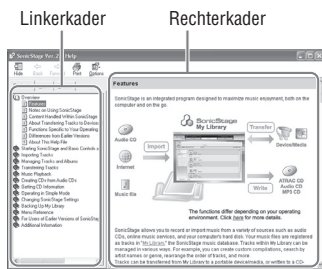 Linkerkader Rechterkader
SonicStage Ver. 2. Help
Hide Back Print Options
Overview
Features
Notes on Using SonicStage
Content Handled Within SonicStage
About Transferring Tracks to Devices
Functions Specific to Your Operating
Differences from Earlier Versions
About This Help File
Starting SonicStage and Basic Controls a
Importing Tracks
Managing Tracks and Albums
Transferring Tracks
Music Playback
Creating CDs from Audio CDs
Getting CD Information
Operating in Simple Mode
Changing SonicStage Settings
Backing Up My Library
Menu Reference
For Users of Earlier Versions of SonicStag
Additional Information
Features
SonicStage is an integrated program designed to maximize music enjoyment, both on the
computer and on the go.
Audio CD
SonicStage
My Library
Transfer
Import
Device/Media
Internet
Write
ATRAC CD
Audio CD
MP3 CD
Music file
The functions differ depending on your operating
environment. Click here for more details.
SonicStage allows you to record or import music from a variety of sources such as audio
CDs, online music services, and your computer's hard disk. Your music files are registered
as tracks in "My Library," the SonicStage music database. Tracks within My Library can be
managed in various ways. For example, you can create custom compilations, search by
artist names or genre, rearrange the order of tracks, and more.
Tracks can be transferred from My Library to a portable device/media, or written to a CD-